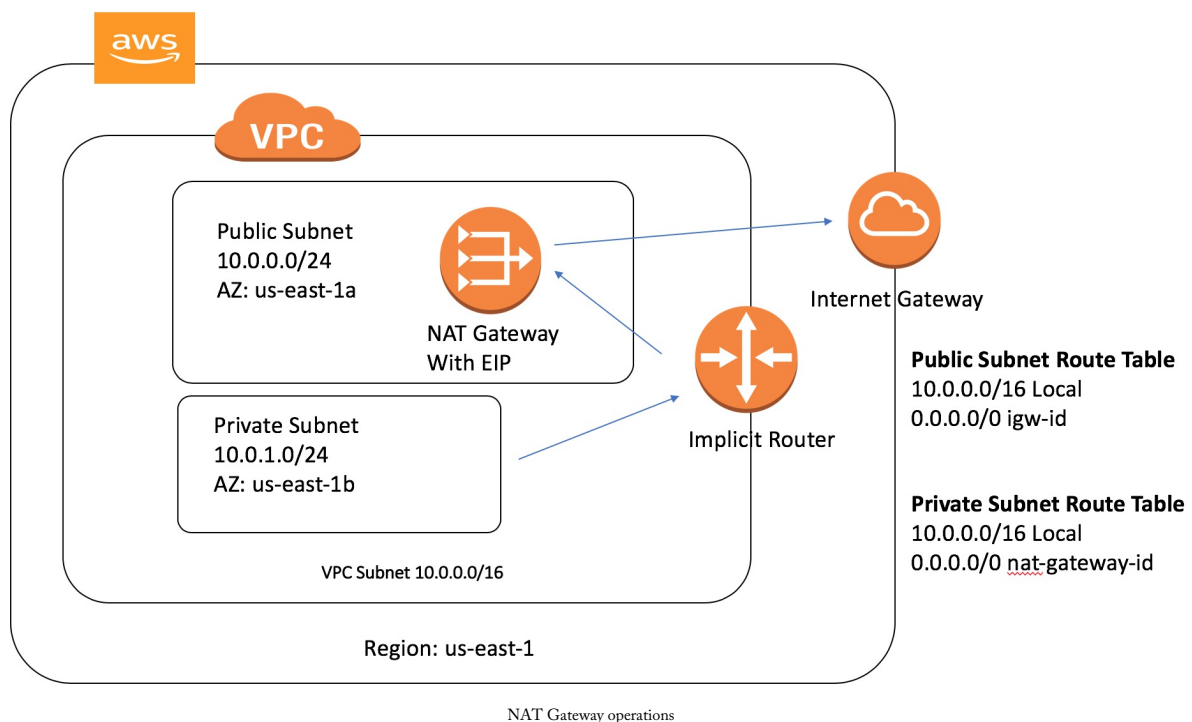 aws
VPC
Public Subnet
10.0.0.0/24
AZ: us-east-1a
NAT Gateway
With EIP
Internet Gateway
Implicit Router
Private Subnet
10.0.1.0/24
AZ: us-east-1b
VPC Subnet 10.0.0.0/16
Region: us-east-1
Public Subnet Route Table
10.0.0.0/16 Local
0.0.0.0/0 igw-id
Private Subnet Route Table
10.0.0.0/16 Local
0.0.0.0/0 nat-gateway-id
NAT Gateway operations